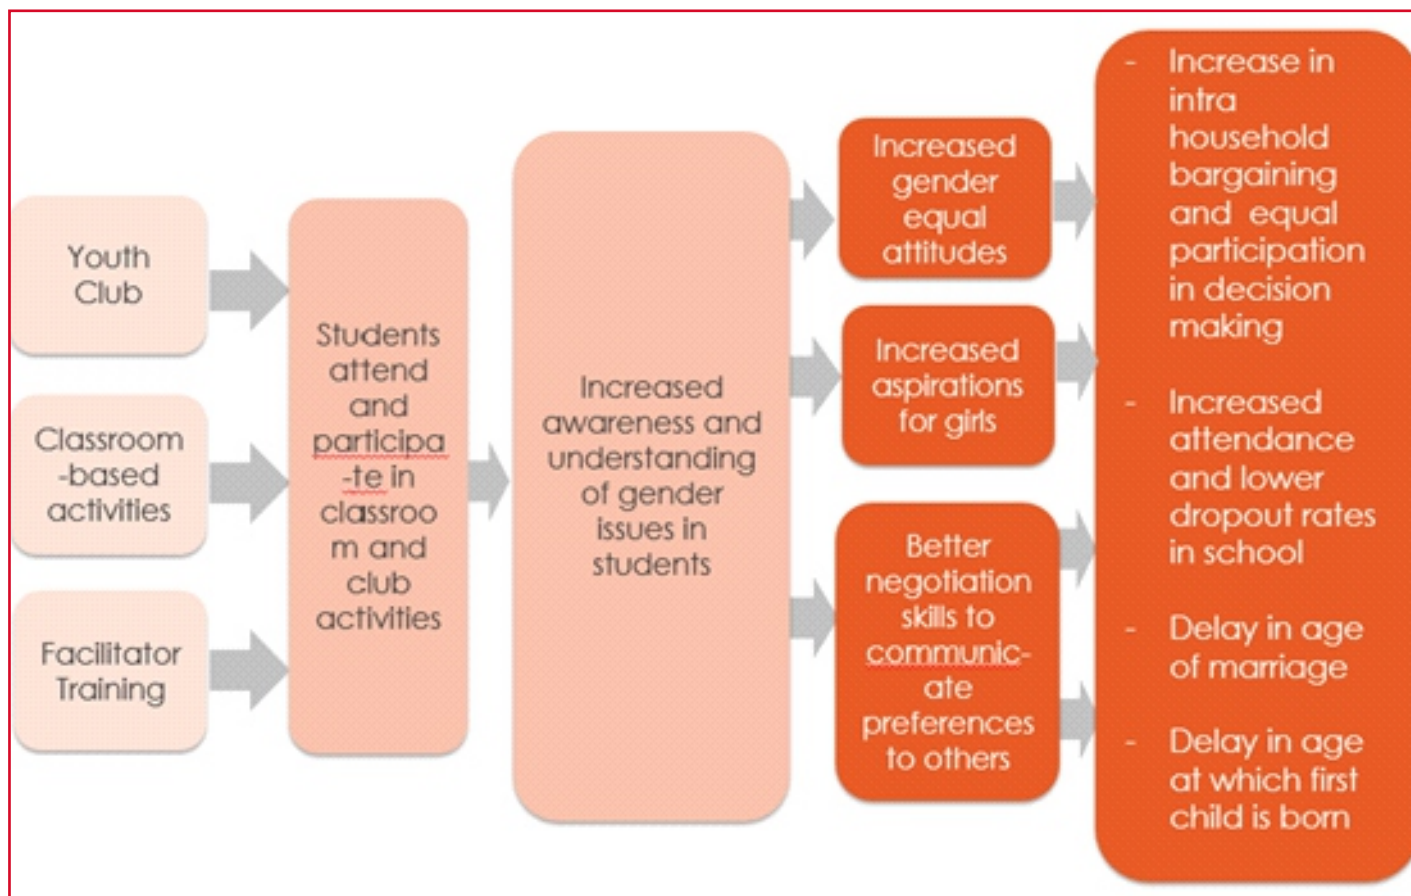 Youth
Club
Classroom
-based
activities
Facilitator
Training
Students
attend
and
participa
-te in
classroo
m and
club
activities
Increased
awareness and
understanding
of gender
issues in
students
Increased
gender
equal
attitudes
Increased
aspirations
for girls
Better
negotiation
skills to
communic-
ate
preferences
to others
- Increase in
intra
household
bargaining
and equal
participation
in decision
making
- Increased
attendance
and lower
dropout rates
in school
- Delay in age
of marriage
- Delay in age
at which first
child is born